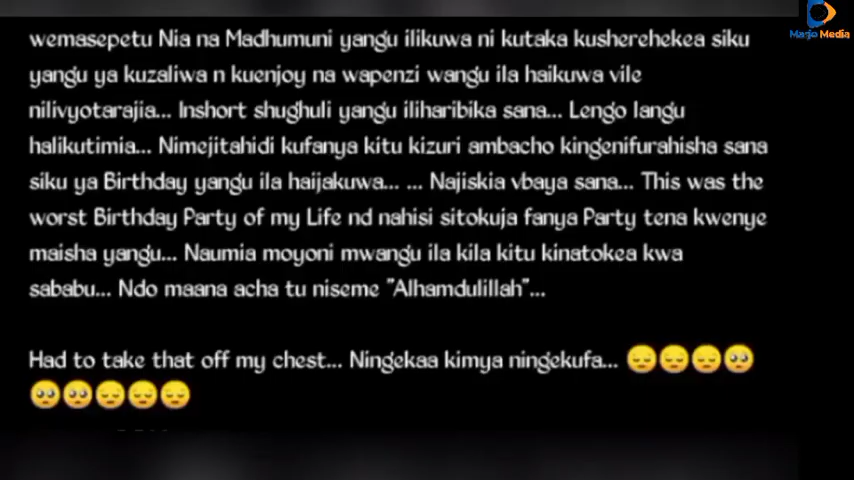 Marjo Media
wemasepetu Nia na Madhumuni yangu ilikuwa ni kutaka kusherehekea siku
yangu ya kuzaliwa n kuenjoy na wapenzi wangu ila haikuwa vile
nilivyotarajia... Inshort shughuli yangu iliharibika sana... Lengo langu
halikutimia... Nimejitahidi kufanya kitu kizuri ambacho kingenifurahisha sana
siku ya Birthday yangu ila haijakuwa... ... Najiskia vbaya sana... This was the
worst Birthday Party of my Life nd nahisi sitokuja fanya Party tena kwenye
maisha yangu... Naumia moyoni mwangu ila kila kitu kinatokea kwa
sababu... Ndo maana acha tu niseme "Alhamdulillah"...
Had to take that off my chest... Ningekaa kimya ningekufa... 😔😔😔🥺
🥺🥺😔😔😔